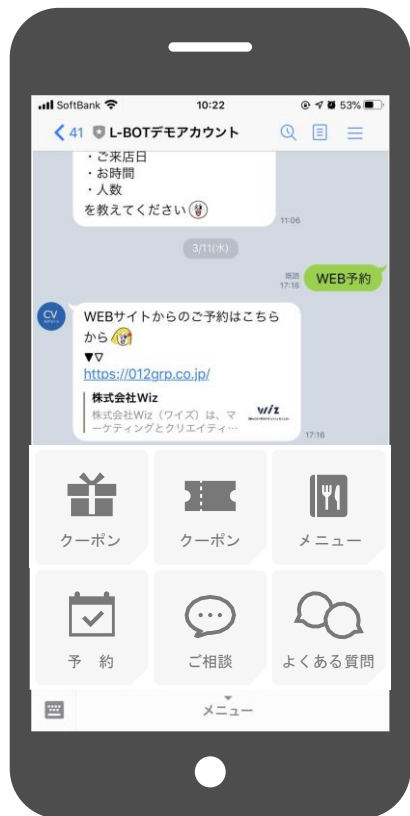 SoftBank 10:22 53%
41 L-BOTデモアカウント
・ご来店日
・お時間
・人数
を教えてください
11:06
3/11(水)
既読
17:16
WEB予約
CV
WEBサイトからのご予約はこちら
から
▼▽
https://012grp.co.jp/
株式会社Wiz
株式会社Wiz（ワイズ）は、マ
ーケティングとクリエイティ…
Wiz
17:16
クーポン クーポン メニュー
予 約 ご相談 よくある質問
メニュー